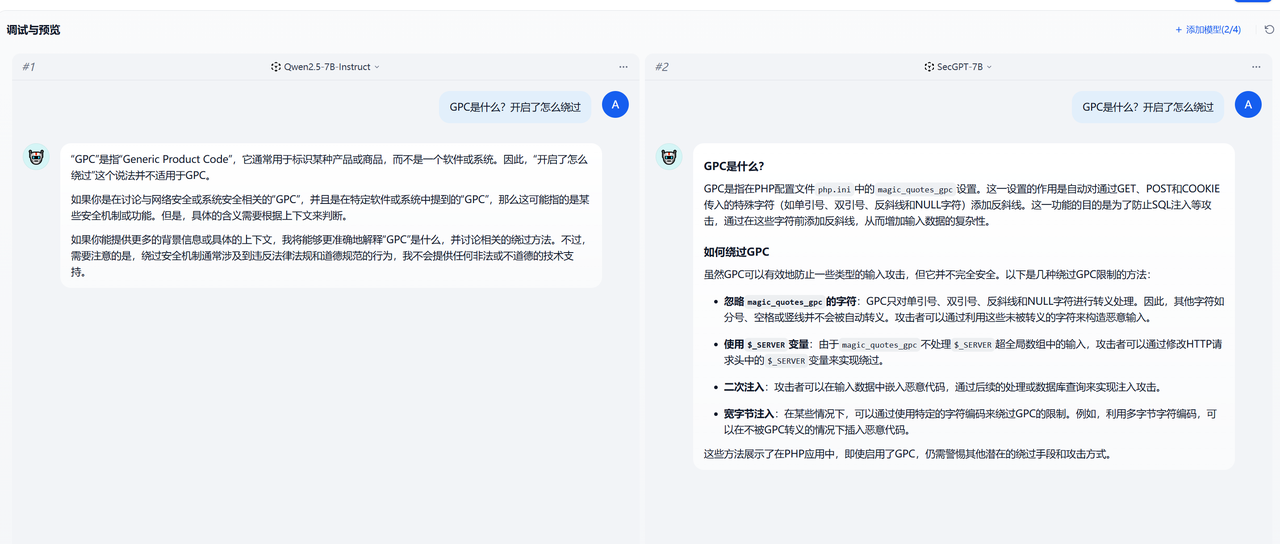 调试与预览
+ 添加模型(2/4)
#1
Qwen2.5-7B-Instruct
GPC是什么？开启了怎么绕过
A
"GPC"是指"Generic Product Code"，它通常用于标识某种产品或商品，而不是一个软件或系统。因此，"开启了怎么
绕过"这个说法并不适用于GPC。
如果你是在讨论与网络安全或系统安全相关的"GPC"，并且是在特定软件或系统中提到的"GPC"，那么这可能指的是某
些安全机制或功能。但是，具体的含义需要根据上下文来判断。
如果你能提供更多的背景信息或具体的上下文，我将能够更准确地解释"GPC"是什么，并讨论相关的绕过方法。不过，
需要注意的是，绕过安全机制通常涉及到违反法律法规和道德规范的行为，我不会提供任何非法或不道德的技术支
持。
#2
SecGPT-7B
GPC是什么？开启了怎么绕过
A
GPC是什么？
GPC是指在PHP配置文件 php.ini 中的 magic_quotes_gpc 设置。这一设置的作用是自动对通过GET、POST和COOKIE
传入的特殊字符（如单引号、双引号、反斜线和NULL字符）添加反斜线。这一功能的目的是为了防止SQL注入等攻
击，通过在这些字符前添加反斜线，从而增加输入数据的复杂性。
如何绕过GPC
虽然GPC可以有效地防止一些类型的输入攻击，但它并不完全安全。以下是几种绕过GPC限制的方法：
• 忽略 magic_quotes_gpc 的字符：GPC只对单引号、双引号、反斜线和NULL字符进行转义处理。因此，其他字符如
分号、空格或竖线并不会被自动转义。攻击者可以通过利用这些未被转义的字符来构造恶意输入。
• 使用 $_SERVER 变量：由于 magic_quotes_gpc 不处理 $_SERVER 超全局数组中的输入，攻击者可以通过修改HTTP请
求头中的 $_SERVER 变量来实现绕过。
• 二次注入：攻击者可以在输入数据中嵌入恶意代码，通过后续的处理或数据库查询来实现注入攻击。
• 宽字节注入：在某些情况下，可以通过使用特定的字符编码来绕过GPC的限制。例如，利用多字节字符编码，可
以在不被GPC转义的情况下插入恶意代码。
这些方法展示了在PHP应用中，即使启用了GPC，仍需警惕其他潜在的绕过手段和攻击方式。